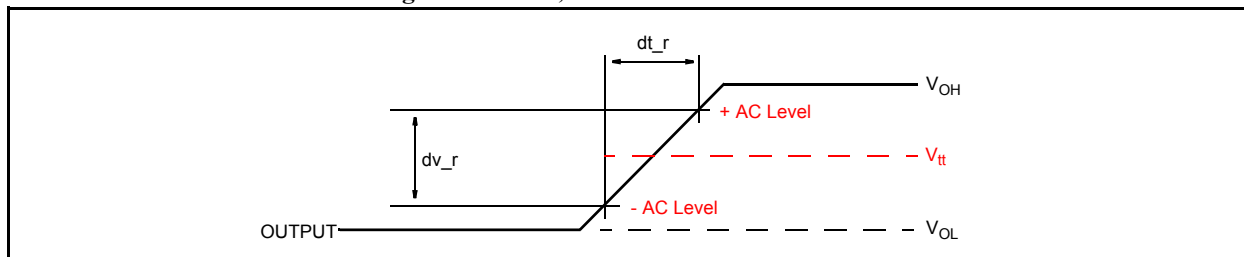 dt_r
V_OH
+ AC Level
dv_r
V_tt
- AC Level
OUTPUT
V_OL